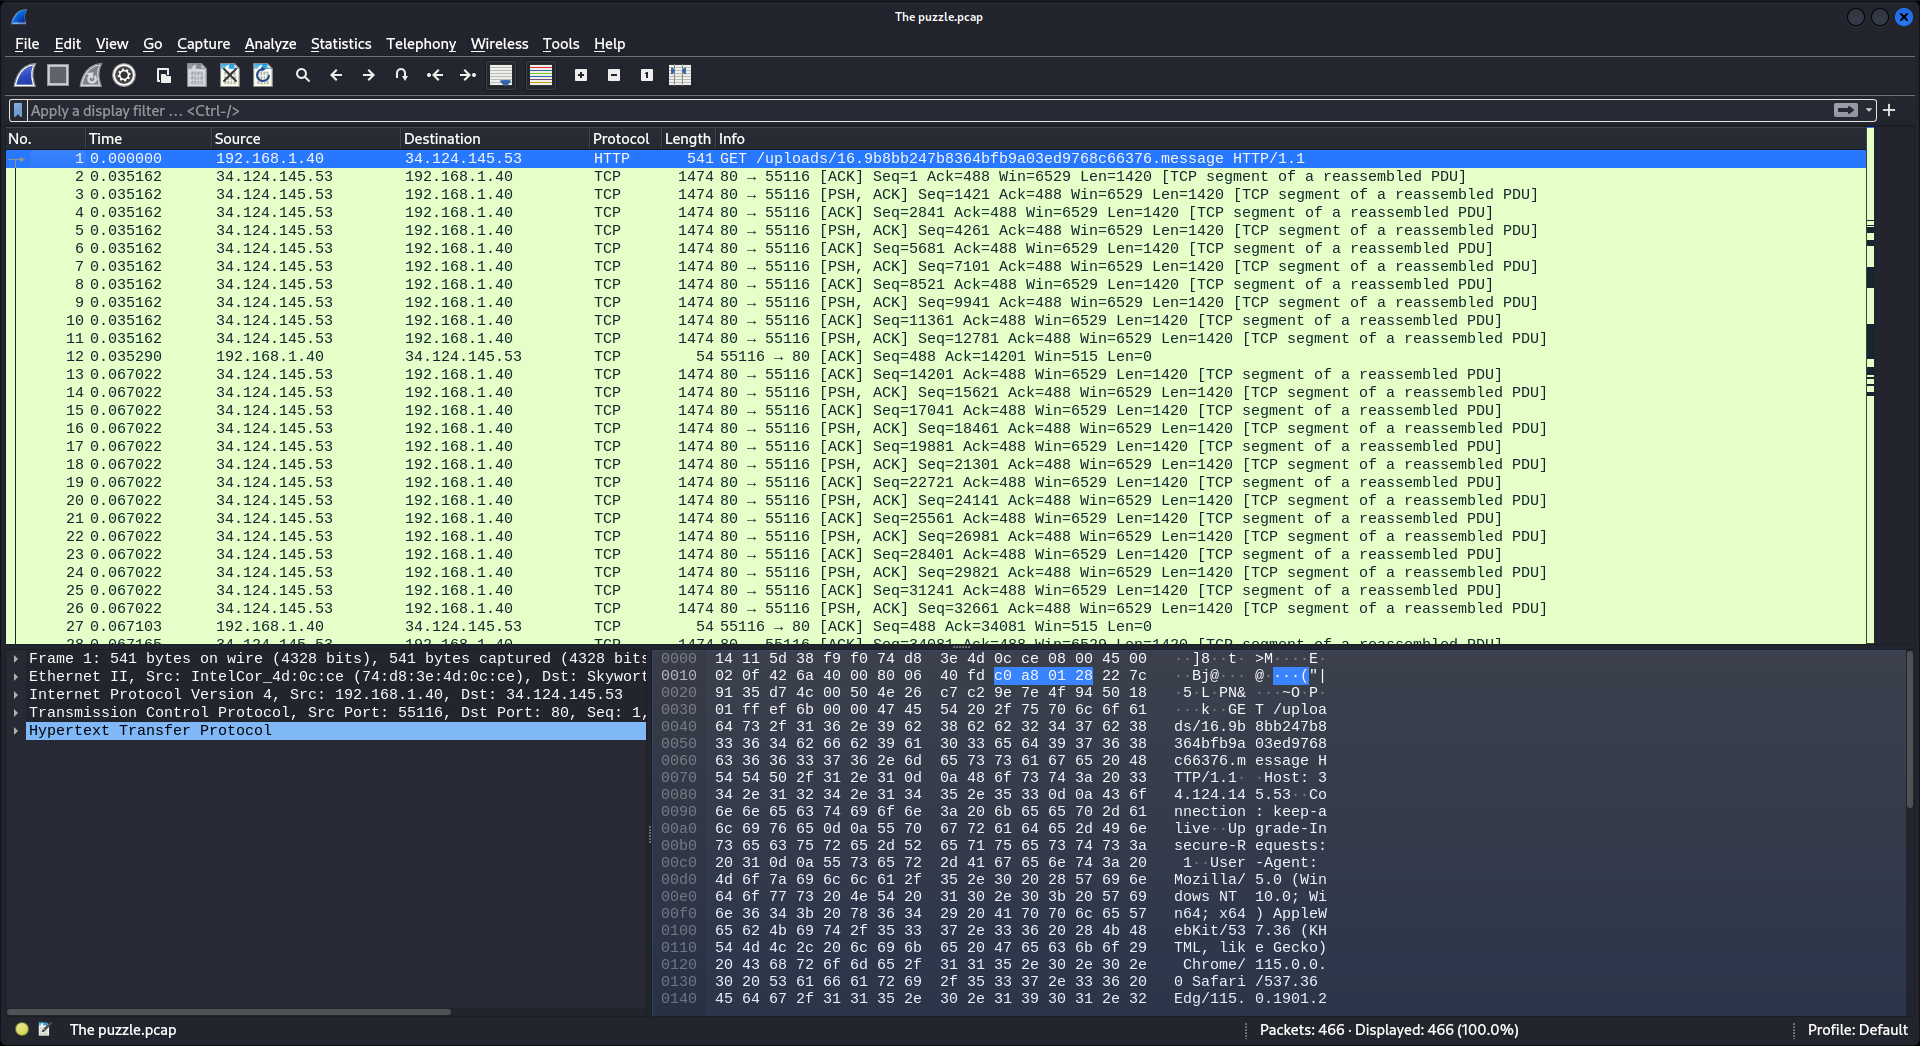 The puzzle.pcap
File Edit View Go Capture Analyze Statistics Telephony Wireless Tools Help
Apply a display filter … <Ctrl-/>
No. Time Source Destination Protocol Length Info
1 0.000000 192.168.1.40 34.124.145.53 HTTP 541 GET /uploads/16.9b8bb247b8364bfb9a03ed9768c66376.message HTTP/1.1
2 0.035162 34.124.145.53 192.168.1.40 TCP 1474 80 → 55116 [ACK] Seq=1 Ack=488 Win=6529 Len=1420 [TCP segment of a reassembled PDU]
3 0.035162 34.124.145.53 192.168.1.40 TCP 1474 80 → 55116 [PSH, ACK] Seq=1421 Ack=488 Win=6529 Len=1420 [TCP segment of a reassembled PDU]
4 0.035162 34.124.145.53 192.168.1.40 TCP 1474 80 → 55116 [ACK] Seq=2841 Ack=488 Win=6529 Len=1420 [TCP segment of a reassembled PDU]
5 0.035162 34.124.145.53 192.168.1.40 TCP 1474 80 → 55116 [PSH, ACK] Seq=4261 Ack=488 Win=6529 Len=1420 [TCP segment of a reassembled PDU]
6 0.035162 34.124.145.53 192.168.1.40 TCP 1474 80 → 55116 [ACK] Seq=5681 Ack=488 Win=6529 Len=1420 [TCP segment of a reassembled PDU]
7 0.035162 34.124.145.53 192.168.1.40 TCP 1474 80 → 55116 [PSH, ACK] Seq=7101 Ack=488 Win=6529 Len=1420 [TCP segment of a reassembled PDU]
8 0.035162 34.124.145.53 192.168.1.40 TCP 1474 80 → 55116 [ACK] Seq=8521 Ack=488 Win=6529 Len=1420 [TCP segment of a reassembled PDU]
9 0.035162 34.124.145.53 192.168.1.40 TCP 1474 80 → 55116 [PSH, ACK] Seq=9941 Ack=488 Win=6529 Len=1420 [TCP segment of a reassembled PDU]
10 0.035162 34.124.145.53 192.168.1.40 TCP 1474 80 → 55116 [ACK] Seq=11361 Ack=488 Win=6529 Len=1420 [TCP segment of a reassembled PDU]
11 0.035162 34.124.145.53 192.168.1.40 TCP 1474 80 → 55116 [PSH, ACK] Seq=12781 Ack=488 Win=6529 Len=1420 [TCP segment of a reassembled PDU]
12 0.035290 192.168.1.40 34.124.145.53 TCP 54 55116 → 80 [ACK] Seq=488 Ack=14201 Win=515 Len=0
13 0.067022 34.124.145.53 192.168.1.40 TCP 1474 80 → 55116 [ACK] Seq=14201 Ack=488 Win=6529 Len=1420 [TCP segment of a reassembled PDU]
14 0.067022 34.124.145.53 192.168.1.40 TCP 1474 80 → 55116 [PSH, ACK] Seq=15621 Ack=488 Win=6529 Len=1420 [TCP segment of a reassembled PDU]
15 0.067022 34.124.145.53 192.168.1.40 TCP 1474 80 → 55116 [ACK] Seq=17041 Ack=488 Win=6529 Len=1420 [TCP segment of a reassembled PDU]
16 0.067022 34.124.145.53 192.168.1.40 TCP 1474 80 → 55116 [PSH, ACK] Seq=18461 Ack=488 Win=6529 Len=1420 [TCP segment of a reassembled PDU]
17 0.067022 34.124.145.53 192.168.1.40 TCP 1474 80 → 55116 [ACK] Seq=19881 Ack=488 Win=6529 Len=1420 [TCP segment of a reassembled PDU]
18 0.067022 34.124.145.53 192.168.1.40 TCP 1474 80 → 55116 [PSH, ACK] Seq=21301 Ack=488 Win=6529 Len=1420 [TCP segment of a reassembled PDU]
19 0.067022 34.124.145.53 192.168.1.40 TCP 1474 80 → 55116 [ACK] Seq=22721 Ack=488 Win=6529 Len=1420 [TCP segment of a reassembled PDU]
20 0.067022 34.124.145.53 192.168.1.40 TCP 1474 80 → 55116 [PSH, ACK] Seq=24141 Ack=488 Win=6529 Len=1420 [TCP segment of a reassembled PDU]
21 0.067022 34.124.145.53 192.168.1.40 TCP 1474 80 → 55116 [ACK] Seq=25561 Ack=488 Win=6529 Len=1420 [TCP segment of a reassembled PDU]
22 0.067022 34.124.145.53 192.168.1.40 TCP 1474 80 → 55116 [PSH, ACK] Seq=26981 Ack=488 Win=6529 Len=1420 [TCP segment of a reassembled PDU]
23 0.067022 34.124.145.53 192.168.1.40 TCP 1474 80 → 55116 [ACK] Seq=28401 Ack=488 Win=6529 Len=1420 [TCP segment of a reassembled PDU]
24 0.067022 34.124.145.53 192.168.1.40 TCP 1474 80 → 55116 [PSH, ACK] Seq=29821 Ack=488 Win=6529 Len=1420 [TCP segment of a reassembled PDU]
25 0.067022 34.124.145.53 192.168.1.40 TCP 1474 80 → 55116 [ACK] Seq=31241 Ack=488 Win=6529 Len=1420 [TCP segment of a reassembled PDU]
26 0.067022 34.124.145.53 192.168.1.40 TCP 1474 80 → 55116 [PSH, ACK] Seq=32661 Ack=488 Win=6529 Len=1420 [TCP segment of a reassembled PDU]
27 0.067103 192.168.1.40 34.124.145.53 TCP 54 55116 → 80 [ACK] Seq=488 Ack=34081 Win=515 Len=0
Frame 1: 541 bytes on wire (4328 bits), 541 bytes captured (4328 bits
Ethernet II, Src: IntelCor_4d:0c:ce (74:d8:3e:4d:0c:ce), Dst: Skywort
Internet Protocol Version 4, Src: 192.168.1.40, Dst: 34.124.145.53
Transmission Control Protocol, Src Port: 55116, Dst Port: 80, Seq: 1,
Hypertext Transfer Protocol
0000 14 11 5d 38 f9 f0 74 d8 3e 4d 0c ce 08 00 45 00 ··]8··t· >M····E·
0010 02 0f 42 6a 40 00 80 06 40 fd c0 a8 01 28 22 7c ··Bj@··· @····("|
0020 91 35 d7 4c 00 50 4e 26 c7 c2 9e 7e 4f 94 50 18 ·5·L·PN& ···~O·P·
0030 01 ff ef 6b 00 00 47 45 54 20 2f 75 70 6c 6f 61 ···k··GE T /uploa
0040 64 73 2f 31 36 2e 39 62 38 62 62 32 34 37 62 38 ds/16.9b 8bb247b8
0050 33 36 34 62 66 62 39 61 30 33 65 64 39 37 36 38 364bfb9a 03ed9768
0060 63 36 36 33 37 36 2e 6d 65 73 73 61 67 65 20 48 c66376.m essage H
0070 54 54 50 2f 31 2e 31 0d 0a 48 6f 73 74 3a 20 33 TTP/1.1· ·Host: 3
0080 34 2e 31 32 34 2e 31 34 35 2e 35 33 0d 0a 43 6f 4.124.14 5.53··Co
0090 6e 6e 65 63 74 69 6f 6e 3a 20 6b 65 65 70 2d 61 nnection : keep-a
00a0 6c 69 76 65 0d 0a 55 70 67 72 61 64 65 2d 49 6e live··Up grade-In
00b0 73 65 63 75 72 65 2d 52 65 71 75 65 73 74 73 3a secure-R equests:
00c0 20 31 0d 0a 55 73 65 72 2d 41 67 65 6e 74 3a 20 1··User -Agent:
00d0 4d 6f 7a 69 6c 6c 61 2f 35 2e 30 20 28 57 69 6e Mozilla/ 5.0 (Win
00e0 64 6f 77 73 20 4e 54 20 31 30 2e 30 3b 20 57 69 dows NT 10.0; Wi
00f0 6e 36 34 3b 20 78 36 34 29 20 41 70 70 6c 65 57 n64; x64 ) AppleW
0100 65 62 4b 69 74 2f 35 33 37 2e 33 36 20 28 4b 48 ebKit/53 7.36 (KH
0110 54 4d 4c 2c 20 6c 69 6b 65 20 47 65 63 6b 6f 29 TML, lik e Gecko)
0120 20 43 68 72 6f 6d 65 2f 31 31 35 2e 30 2e 30 2e Chrome/ 115.0.0.
0130 30 20 53 61 66 61 72 69 2f 35 33 37 2e 33 36 20 0 Safari /537.36
0140 45 64 67 2f 31 31 35 2e 30 2e 31 39 30 31 2e 32 Edg/115. 0.1901.2
The puzzle.pcap Packets: 466 · Displayed: 466 (100.0%) Profile: Default